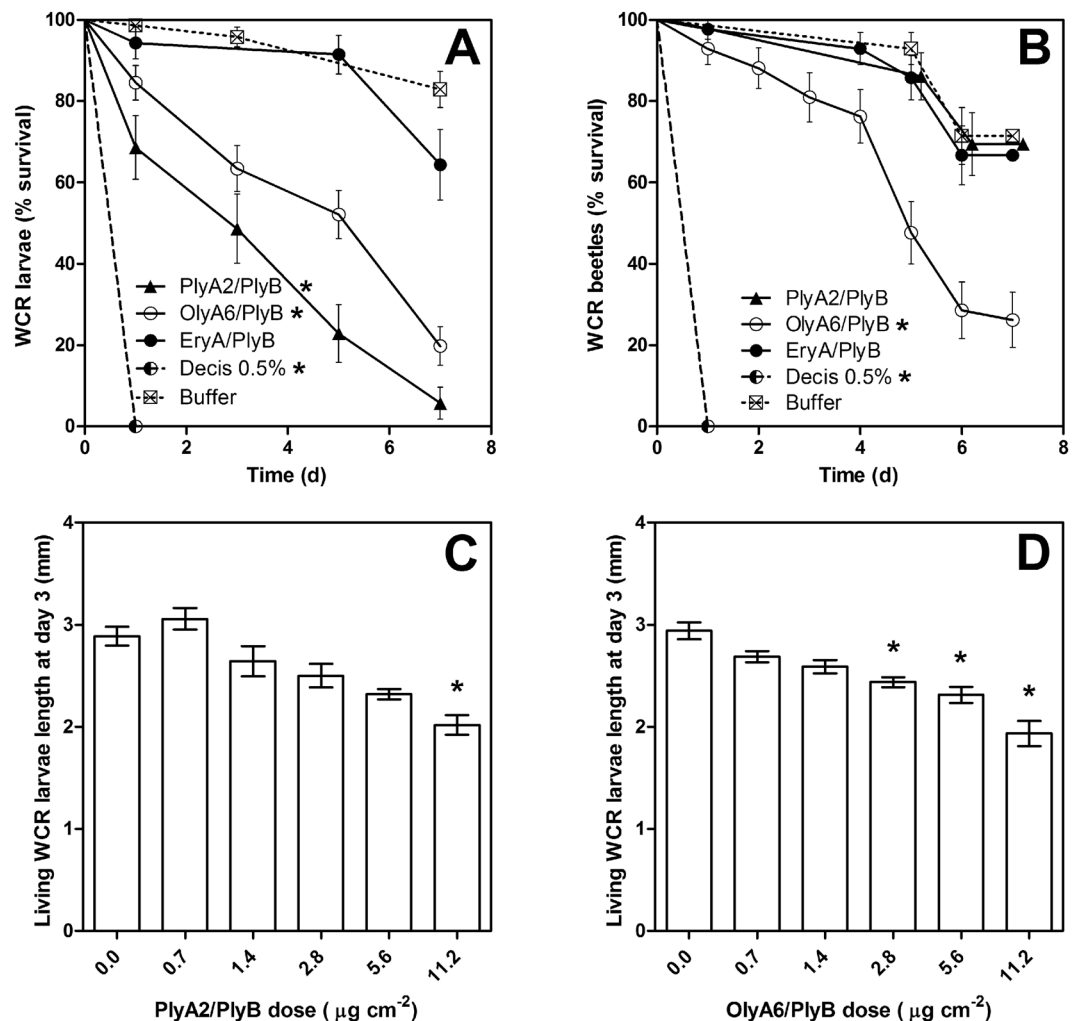 A
WCR larvae (% survival)
100
80
60
40
20
0
PlyA2/PlyB *
OlyA6/PlyB *
EryA/PlyB
Decis 0.5% *
Buffer
0 2 4 6 8
Time (d)
B
WCR beetles (% survival)
100
80
60
40
20
0
PlyA2/PlyB
OlyA6/PlyB *
EryA/PlyB
Decis 0.5% *
Buffer
0 2 4 6 8
Time (d)
C
Living WCR larvae length at day 3 (mm)
4
3
2
1
0
*
0.0 0.7 1.4 2.8 5.6 11.2
PlyA2/PlyB dose ( μg cm⁻²)
D
Living WCR larvae length at day 3 (mm)
4
3
2
1
0
* * *
0.0 0.7 1.4 2.8 5.6 11.2
OlyA6/PlyB dose ( μg cm⁻²)